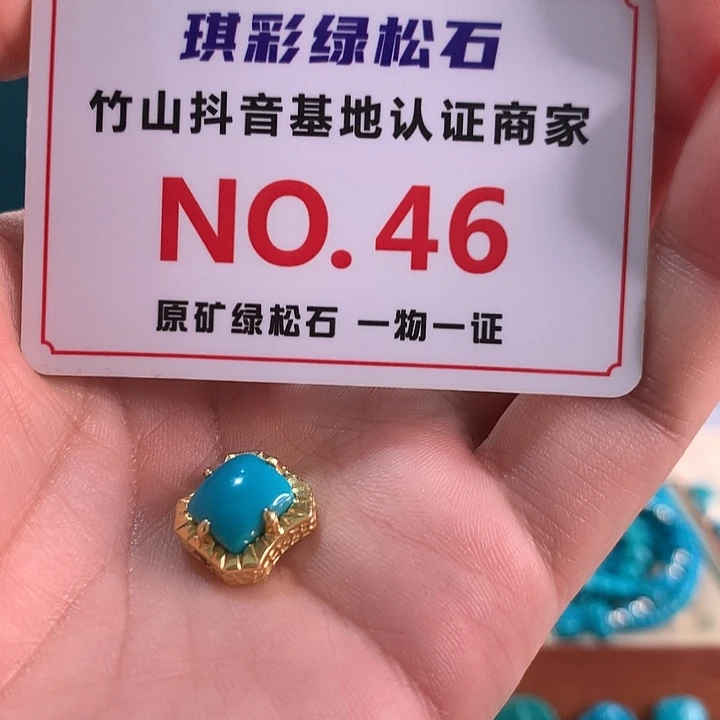 琪彩绿松石
竹山抖音基地认证商家
NO. 46
原矿绿松石 一物一证